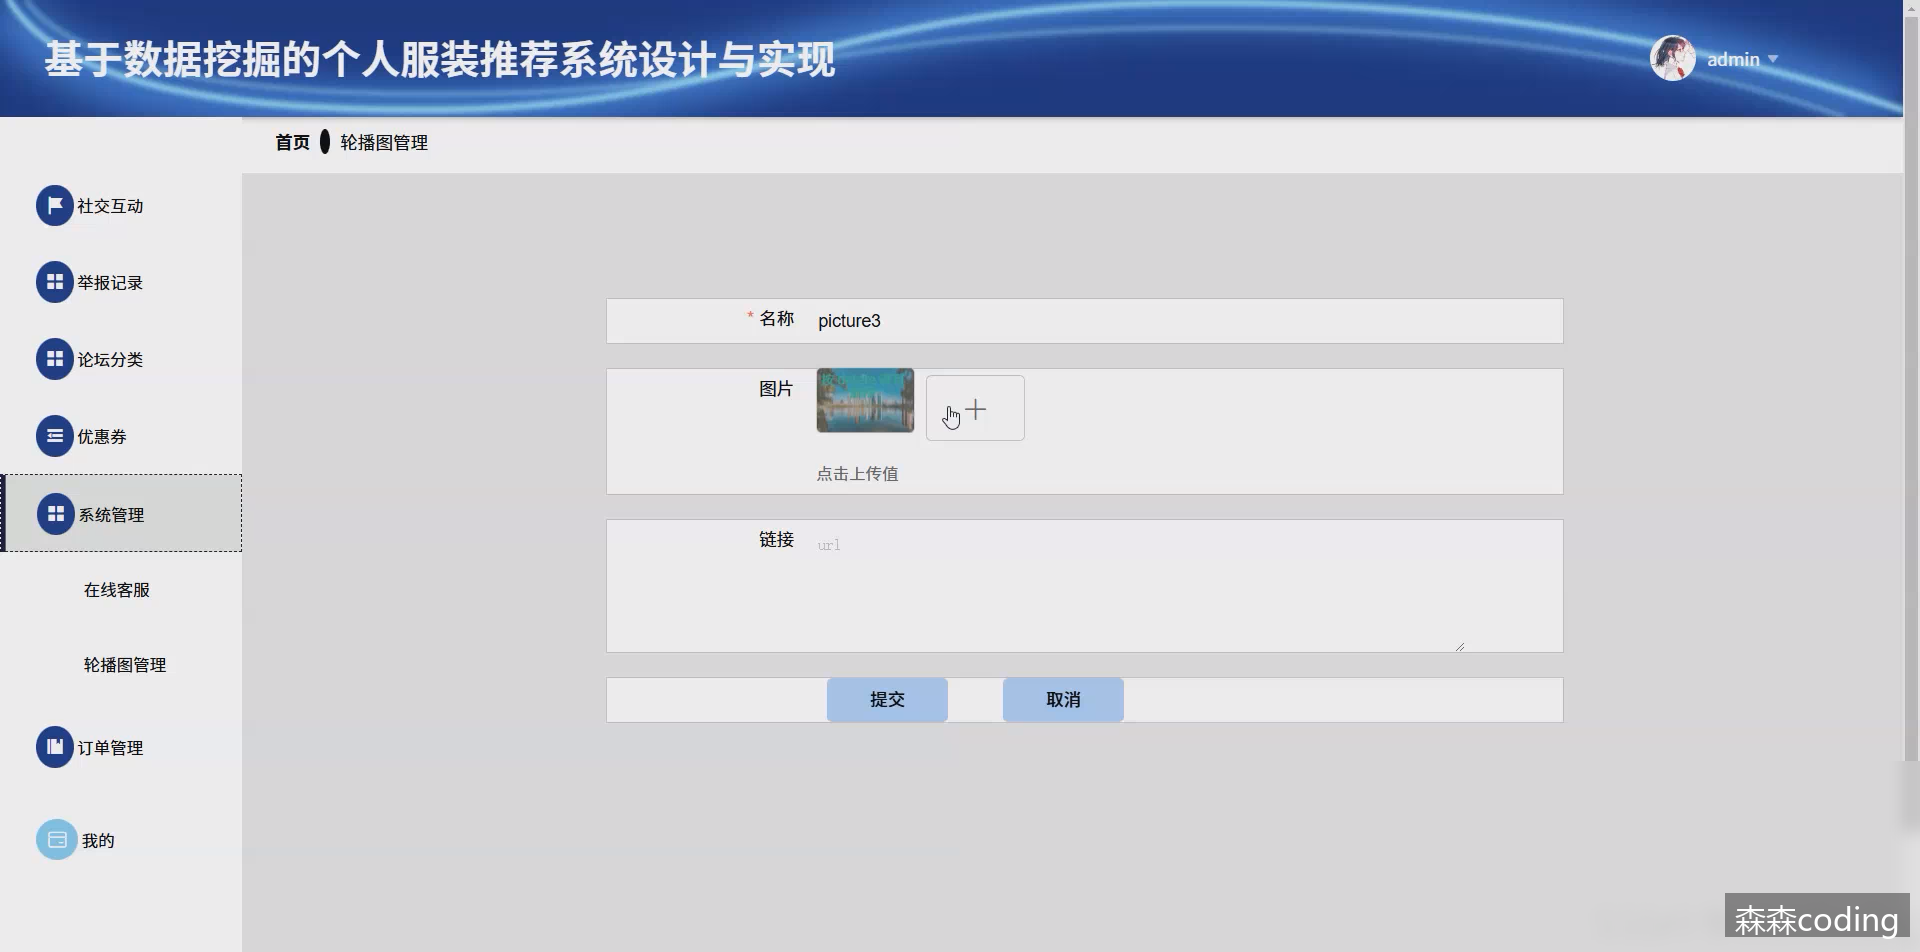 基于数据挖掘的个人服装推荐系统设计与实现
admin
首页 轮播图管理
社交互动
举报记录
论坛分类
优惠券
系统管理
在线客服
轮播图管理
订单管理
我的
* 名称 picture3
图片
点击上传值
链接 url
提交 取消
森森coding